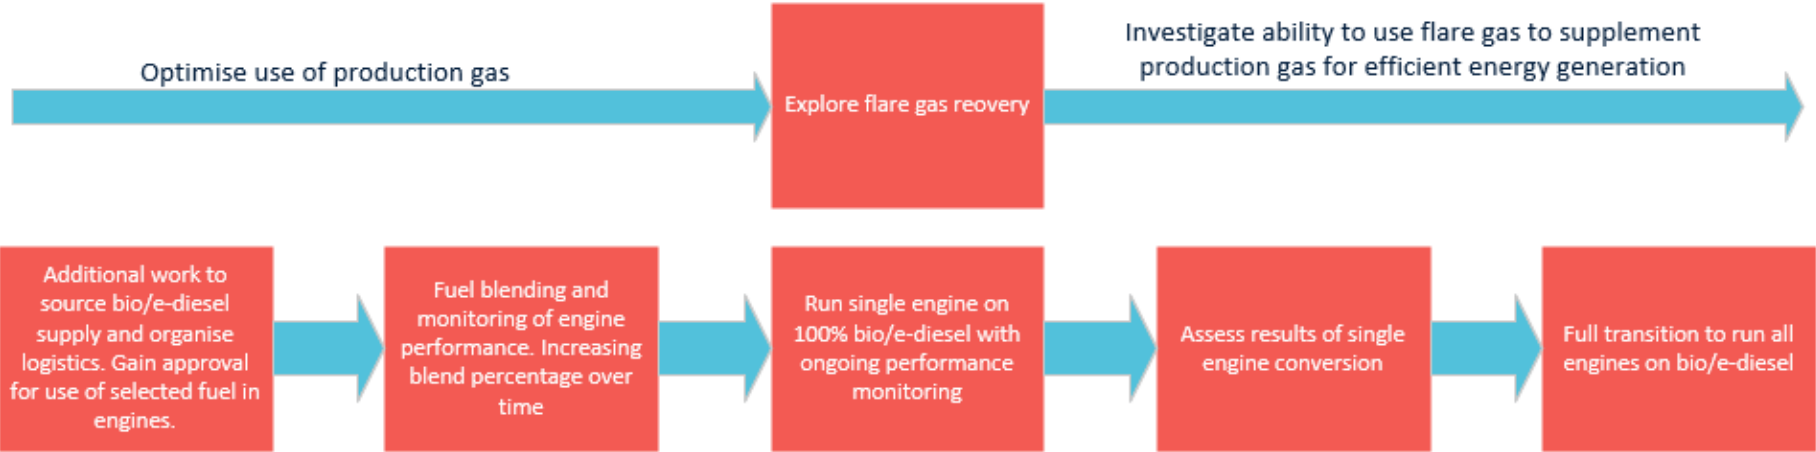 Optimise use of production gas
Explore flare gas reovery
Investigate ability to use flare gas to supplement
production gas for efficient energy generation
Additional work to
source bio/e-diesel
supply and organise
logistics. Gain approval
for use of selected fuel in
engines.
Fuel blending and
monitoring of engine
performance. Increasing
blend percentage over
time
Run single engine on
100% bio/e-diesel with
ongoing performance
monitoring
Assess results of single
engine conversion
Full transition to run all
engines on bio/e-diesel